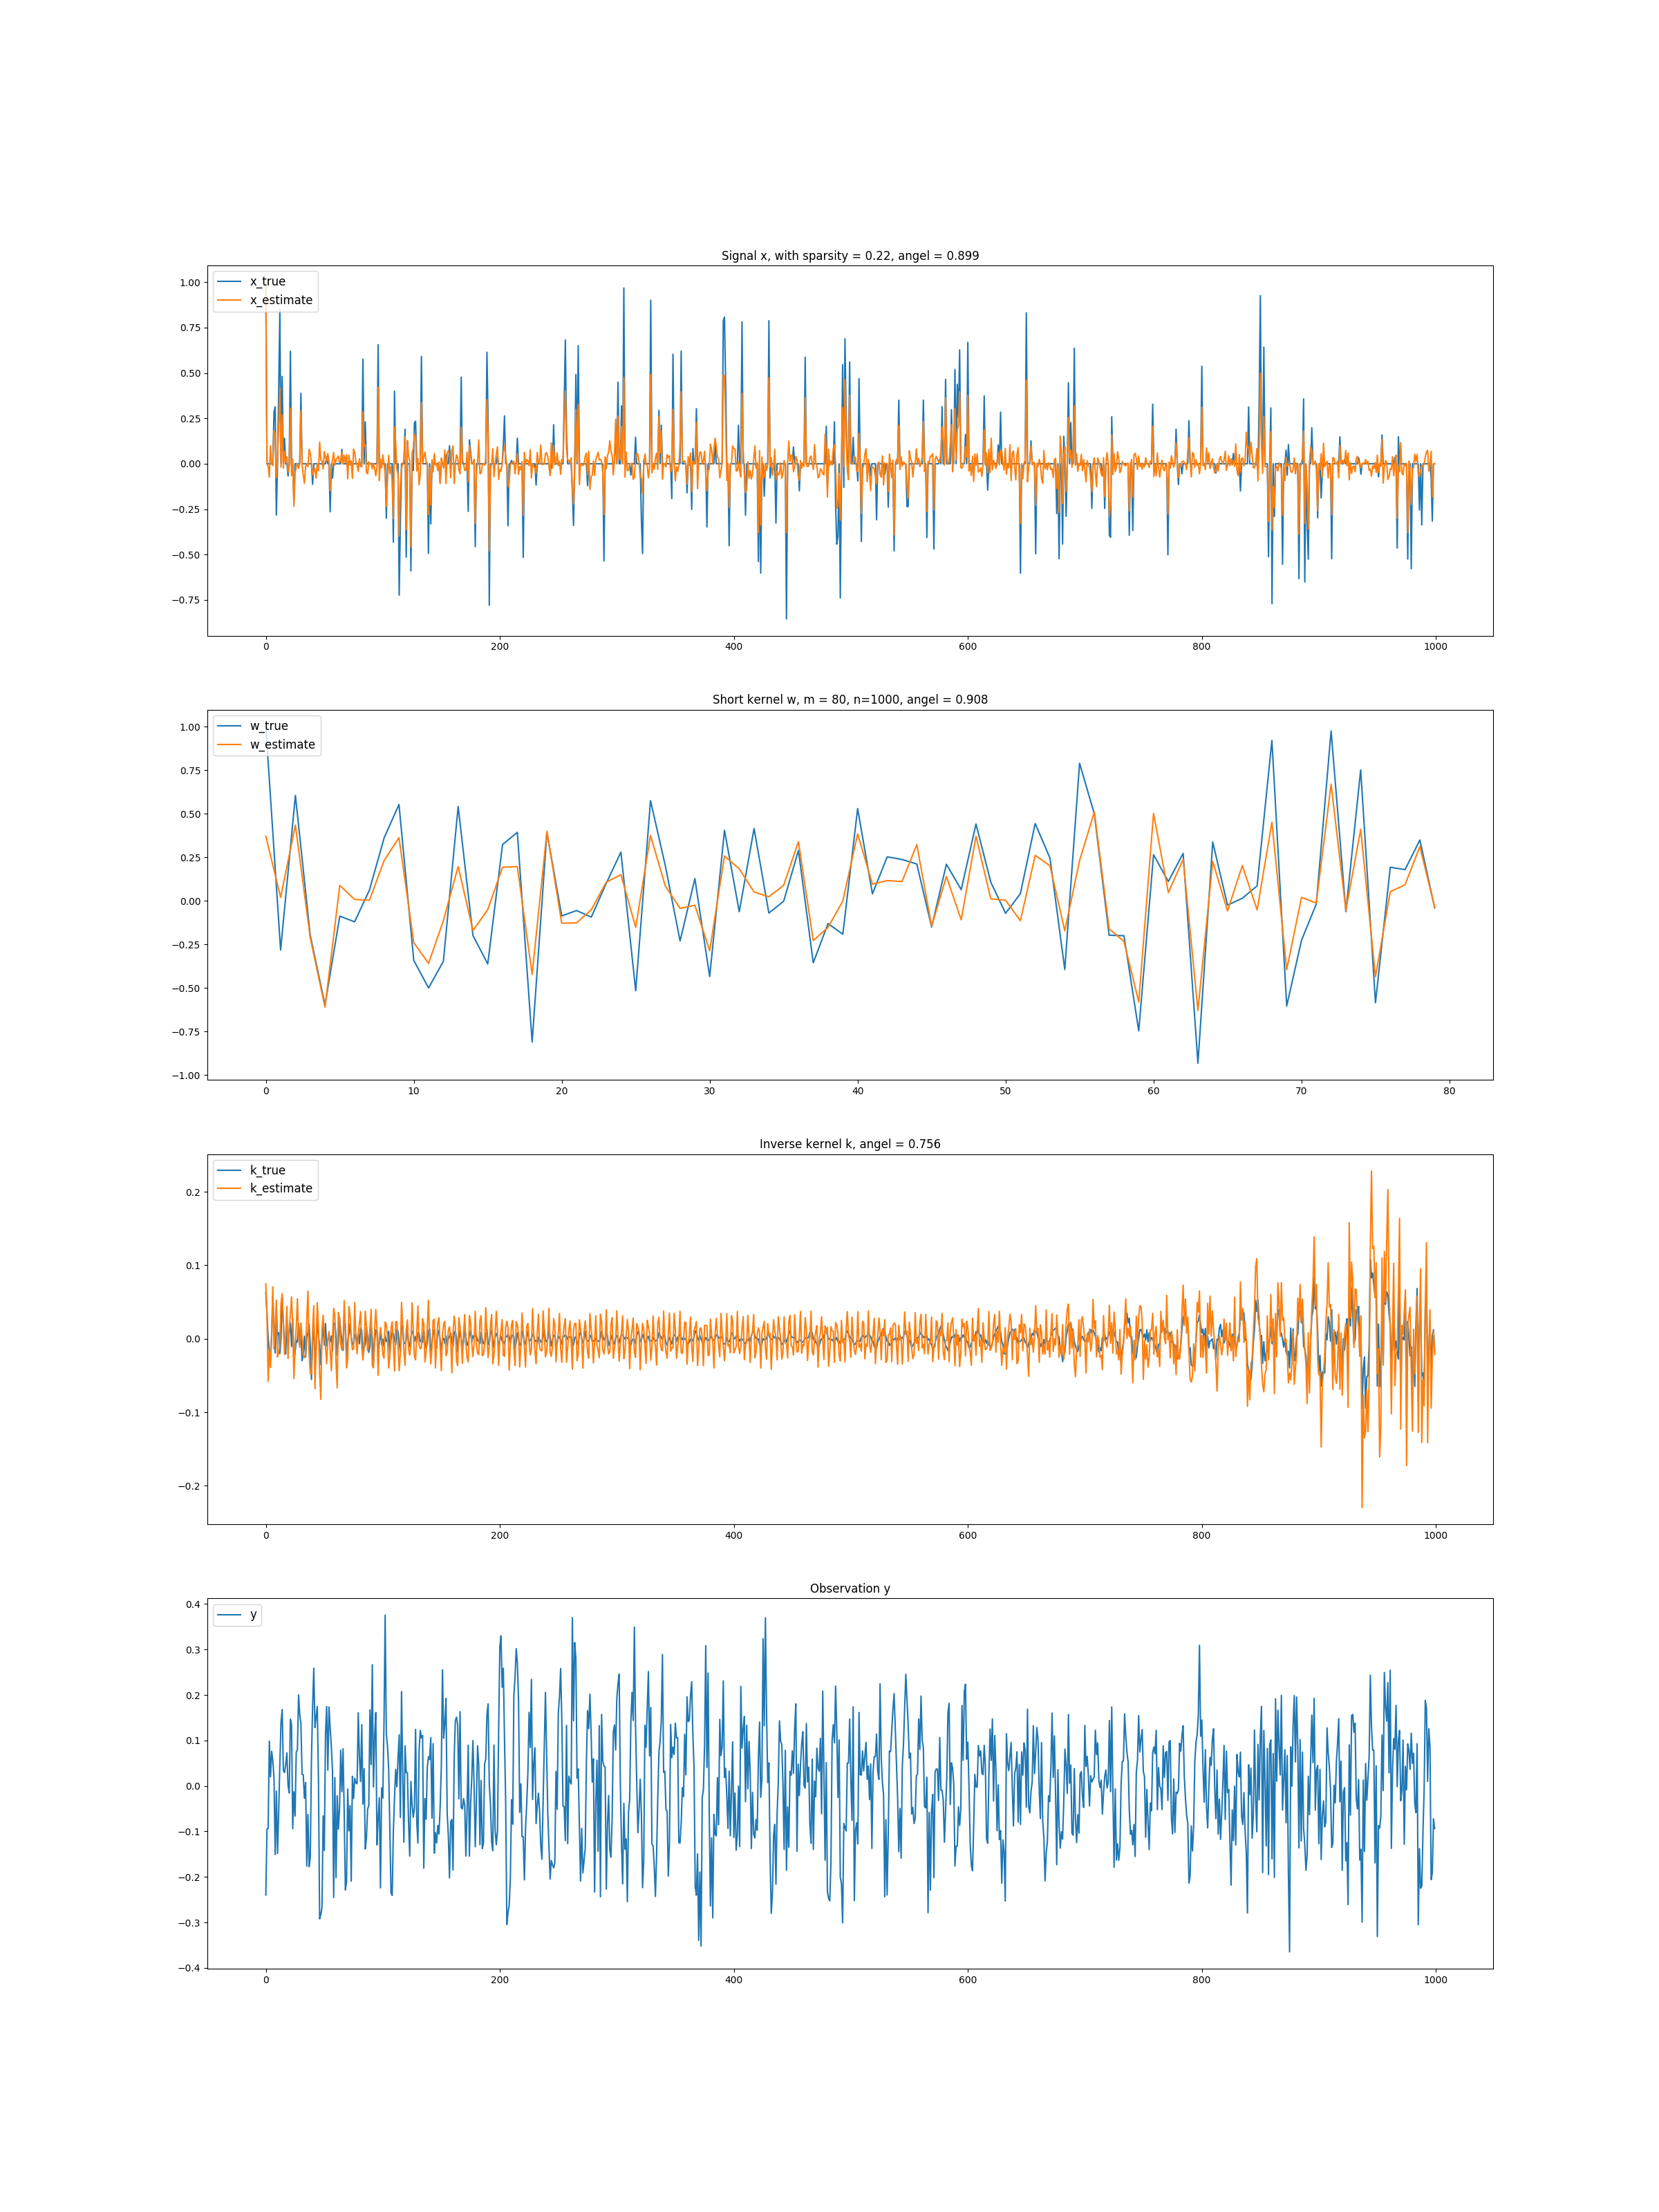 Signal x, with sparsity = 0.22, angel = 0.899
x_true
x_estimate
1.00
0.75
0.50
0.25
0.00
−0.25
−0.50
−0.75
0 200 400 600 800 1000
Short kernel w, m = 80, n=1000, angel = 0.908
w_true
w_estimate
1.00
0.75
0.50
0.25
0.00
−0.25
−0.50
−0.75
−1.00
0 10 20 30 40 50 60 70 80
Inverse kernel k, angel = 0.756
k_true
k_estimate
0.2
0.1
0.0
−0.1
−0.2
0 200 400 600 800 1000
Observation y
y
0.4
0.3
0.2
0.1
0.0
−0.1
−0.2
−0.3
−0.4
0 200 400 600 800 1000